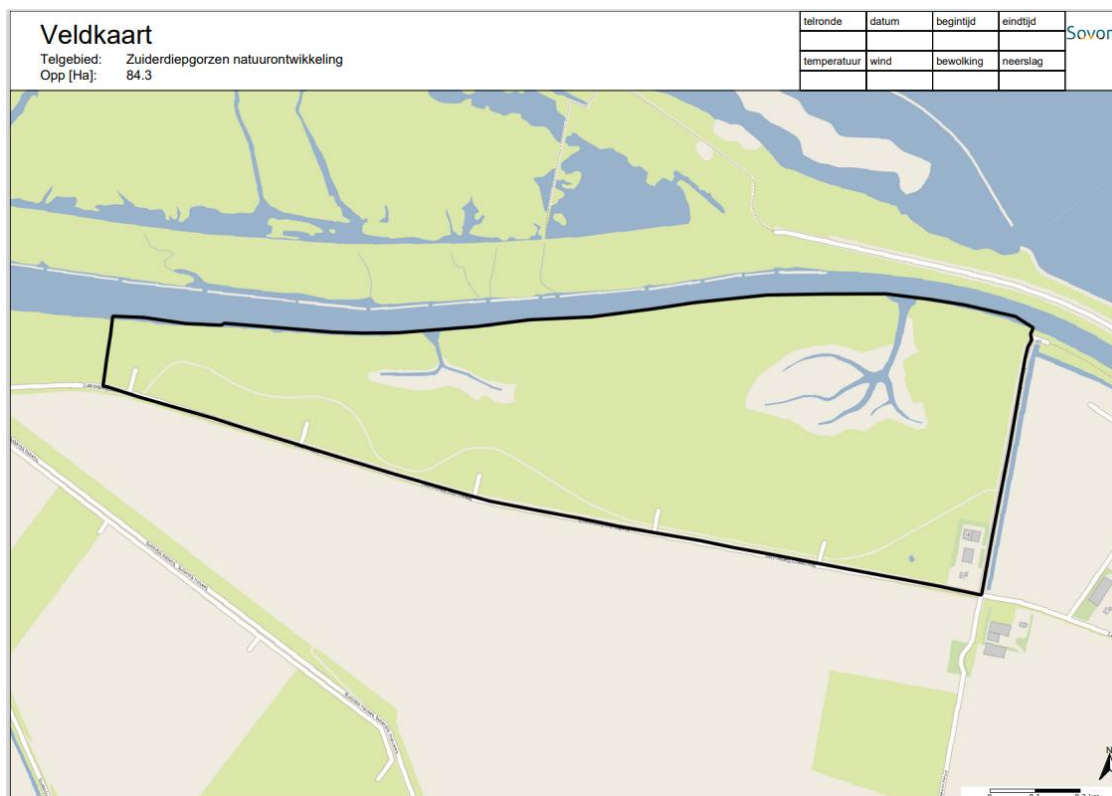 Veldkaart
Telgebied: Zuiderdiepgorzen natuurontwikkeling
Opp [Ha]: 84.3
telronde datum begintijd eindtijd
temperatuur wind bewolking neerslag
Sovon
N